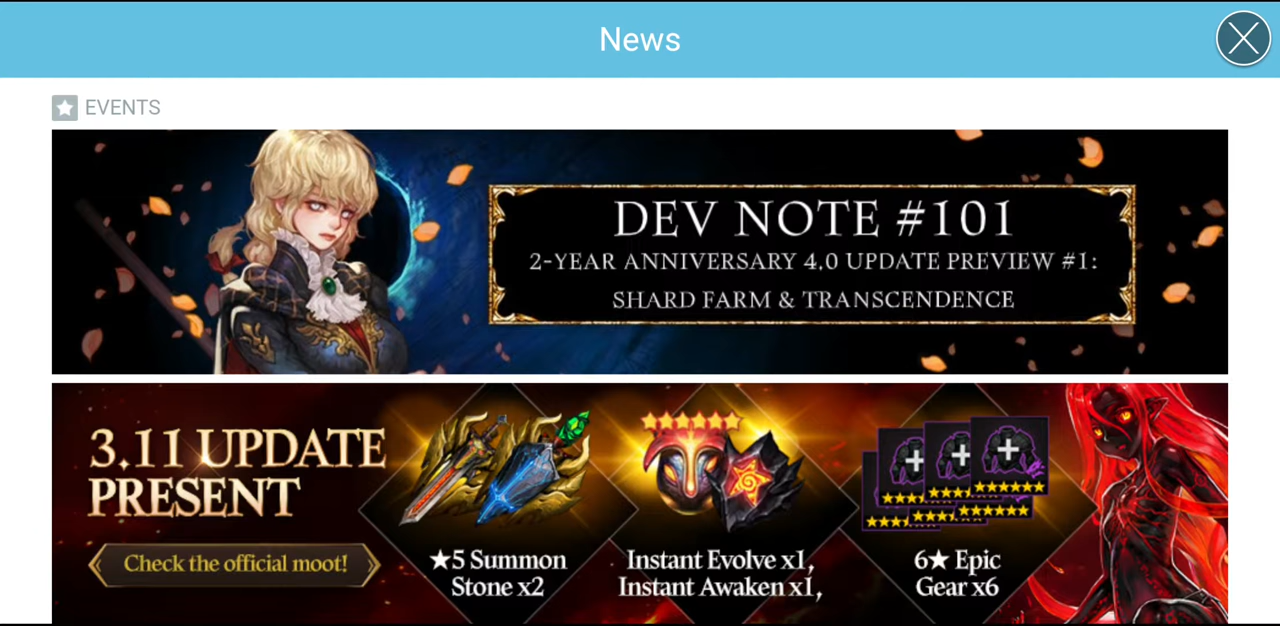 News
EVENTS
DEV NOTE #101
2-YEAR ANNIVERSARY 4.0 UPDATE PREVIEW #1:
SHARD FARM & TRANSCENDENCE
3.11 UPDATE
PRESENT
Check the official moot!
★5 Summon
Stone x2
Instant Evolve x1,
Instant Awaken x1,
6★ Epic
Gear x6